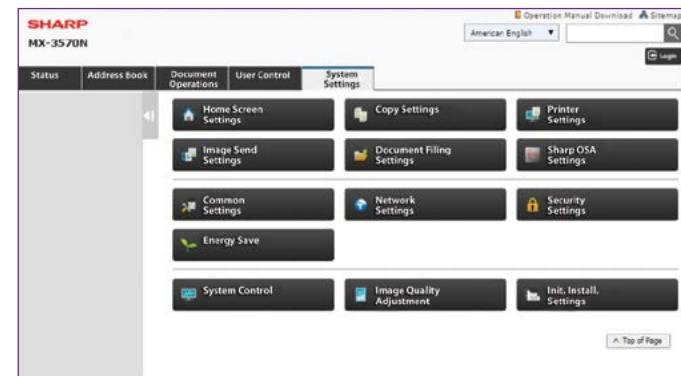 SHARP
MX-3570N
Operation Manual Download Sitemap
American English
Login
Status Address Book Document Operations User Control System Settings
Home Screen Settings
Copy Settings
Printer Settings
Image Send Settings
Document Filing Settings
Sharp OSA Settings
Common Settings
Network Settings
Security Settings
Energy Save
System Control
Image Quality Adjustment
Init. Install. Settings
Top of Page